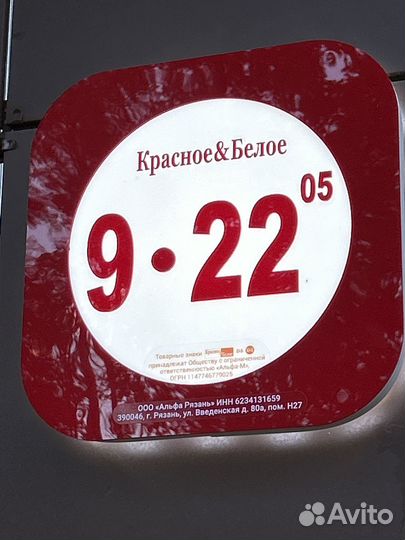 Красное&Белое
9•22 05
Товарные знаки
принадлежат Обществу с ограниченной
ответственностью «Альфа-М»,
ОГРН 1147746779025
ООО «Альфа Рязань» ИНН 6234131659
390046, г. Рязань, ул. Введенская д. 80а, пом. Н27
Avito